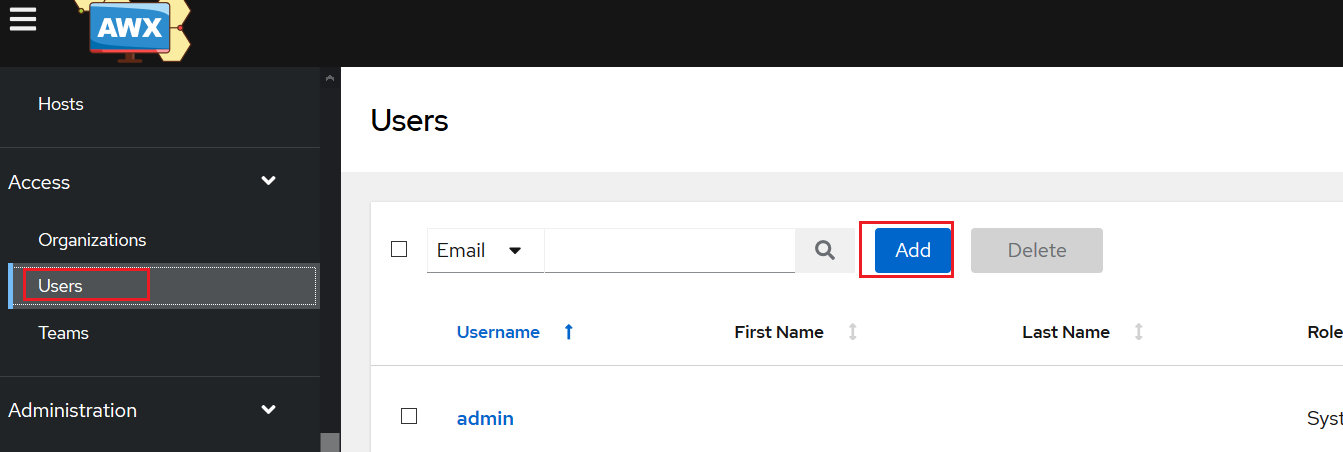 AWX
Hosts
Access
Organizations
Users
Teams
Administration
Users
Email
Add
Delete
Username First Name Last Name Role
admin Syst